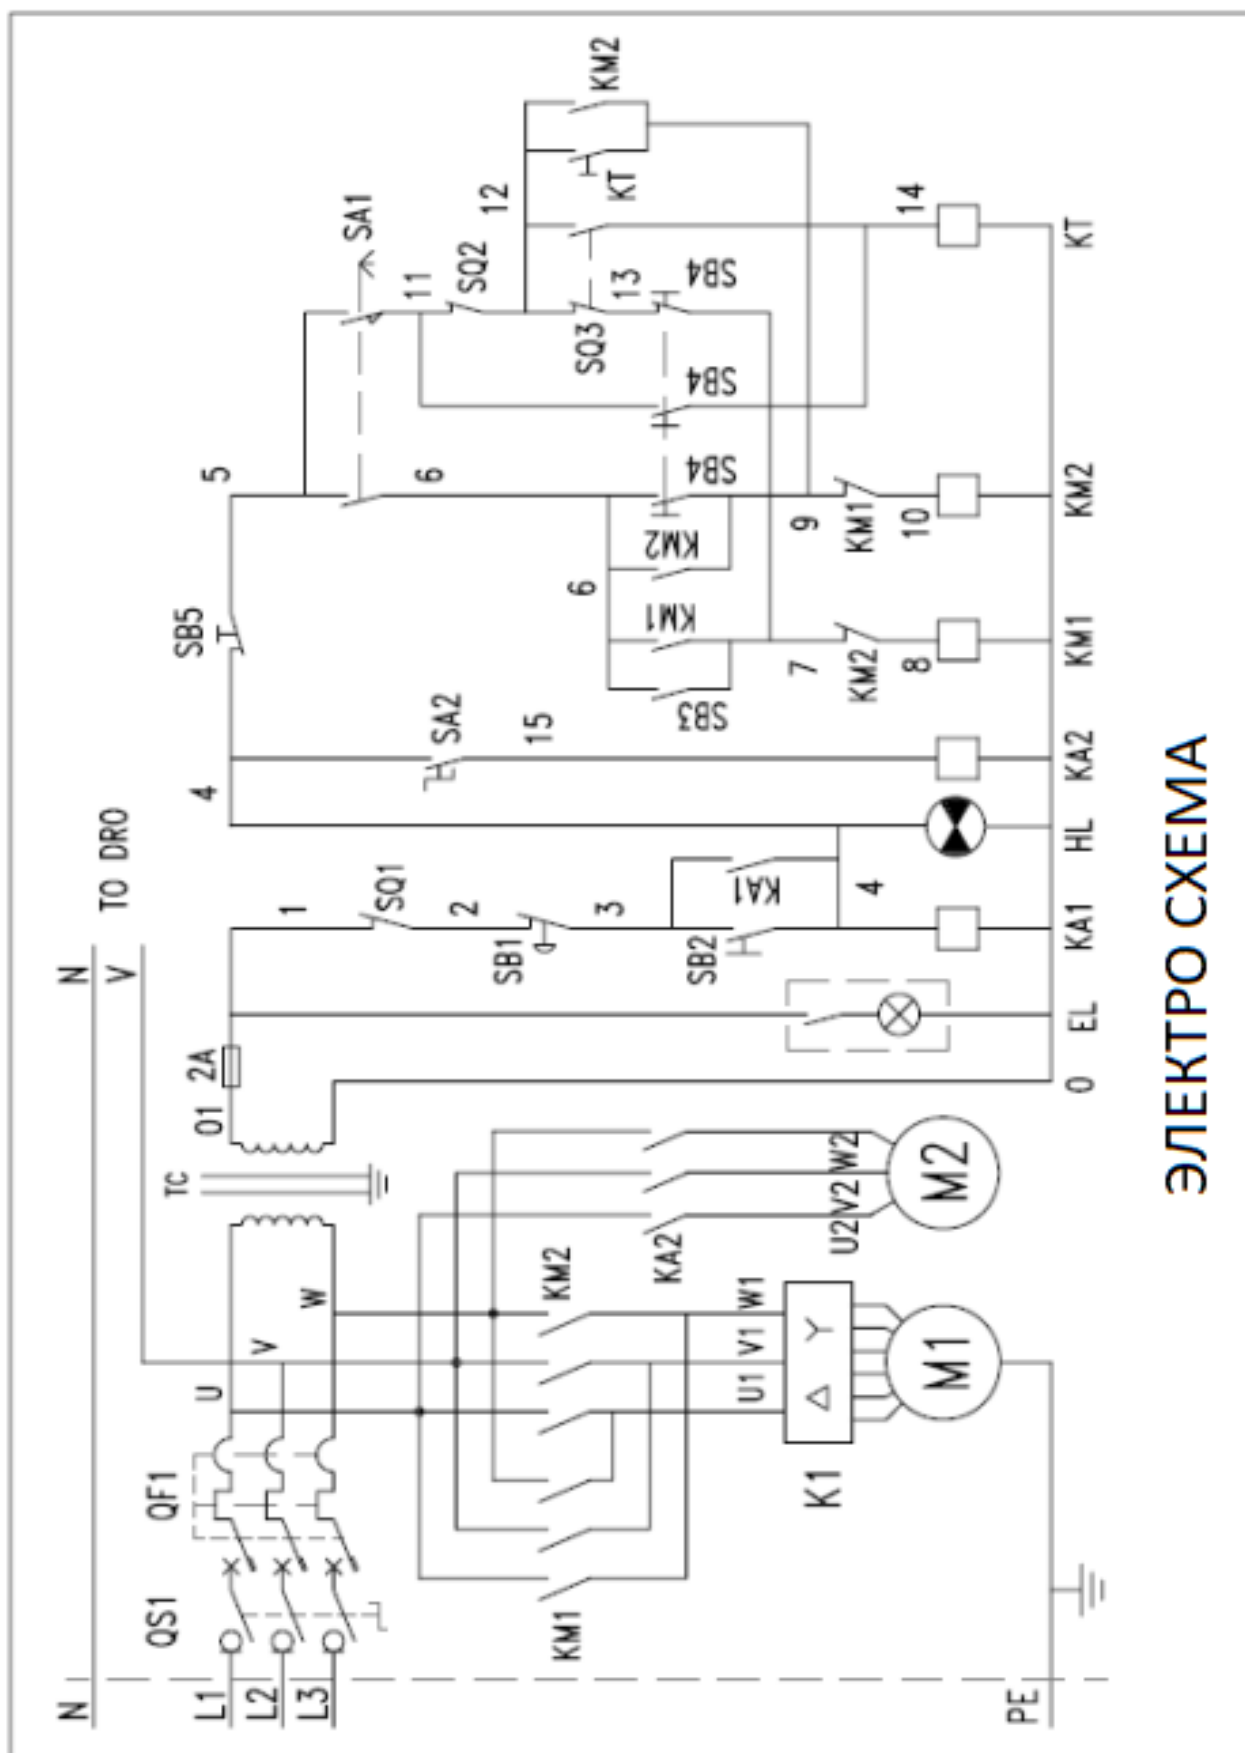 N
L1
L2
L3
PE
QS1
QF1
U
V
W
N
V
TO DRO
TC
01
2A
KM1
KM2
KA2
U1
V1
W1
K1
M1
U2
V2
W2
M2
1
SQ1
2
SB1
3
SB2
KA1
4
4
SA2
15
SB5
5
SA1
6
6
SB3
KM1
KM2
SB4
SB4
SB4
11
SQ2
12
SQ3
13
KT
KM2
7
KM2
8
9
KM1
10
14
0
EL
KA1
HL
KA2
KM1
KM2
KT
ЭЛЕКТРО СХЕМА